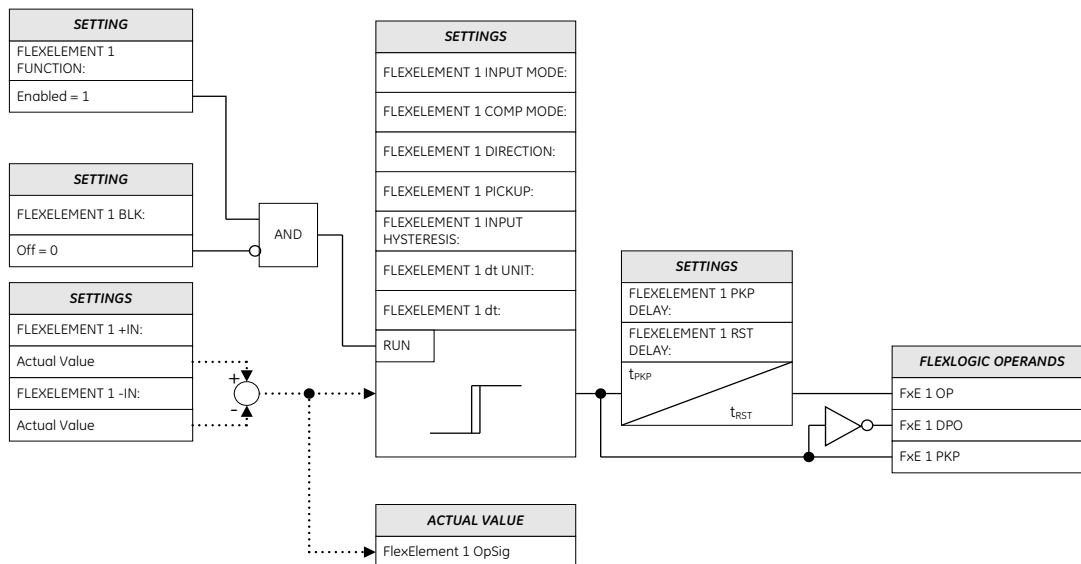 SETTING
FLEXELEMENT 1
FUNCTION:
Enabled = 1
SETTING
FLEXELEMENT 1 BLK:
Off = 0
AND
SETTINGS
FLEXELEMENT 1 +IN:
Actual Value
FLEXELEMENT 1 -IN:
Actual Value
+
-
SETTINGS
FLEXELEMENT 1 INPUT MODE:
FLEXELEMENT 1 COMP MODE:
FLEXELEMENT 1 DIRECTION:
FLEXELEMENT 1 PICKUP:
FLEXELEMENT 1 INPUT
HYSTERESIS:
FLEXELEMENT 1 dt UNIT:
FLEXELEMENT 1 dt:
RUN
SETTINGS
FLEXELEMENT 1 PKP
DELAY:
FLEXELEMENT 1 RST
DELAY:
tPKP
tRST
FLEXLOGIC OPERANDS
FxE 1 OP
FxE 1 DPO
FxE 1 PKP
ACTUAL VALUE
FlexElement 1 OpSig